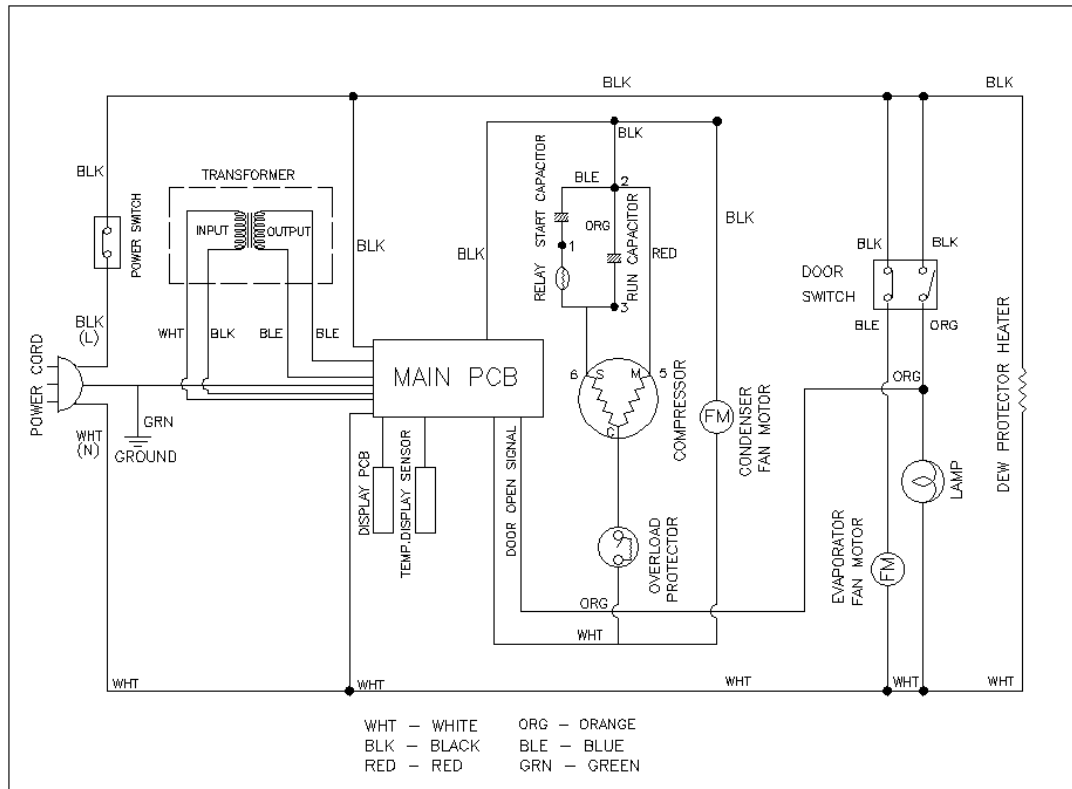 BLK
BLK
BLK
TRANSFORMER
INPUT
OUTPUT
POWER SWITCH
BLK
(L)
WHT
BLK
BLE
BLE
BLK
BLK
BLK
BLE
2
START CAPACITOR
ORG
RUN CAPACITOR
1
RELAY
RED
3
BLK
BLK
BLK
DOOR
SWITCH
BLE
ORG
POWER CORD
MAIN PCB
6
S
M
5
C
COMPRESSOR
FM
CONDENSER
FAN MOTOR
ORG
DEW PROTECTOR HEATER
GRN
WHT
(N)
GROUND
DISPLAY PCB
TEMP.DISPLAY SENSOR
DOOR OPEN SIGNAL
OVERLOAD
PROTECTOR
LAMP
EVAPORATOR
FAN MOTOR
FM
ORG
WHT
WHT
WHT
WHT
WHT
WHT
WHT – WHITE
ORG – ORANGE
BLK – BLACK
BLE – BLUE
RED – RED
GRN – GREEN